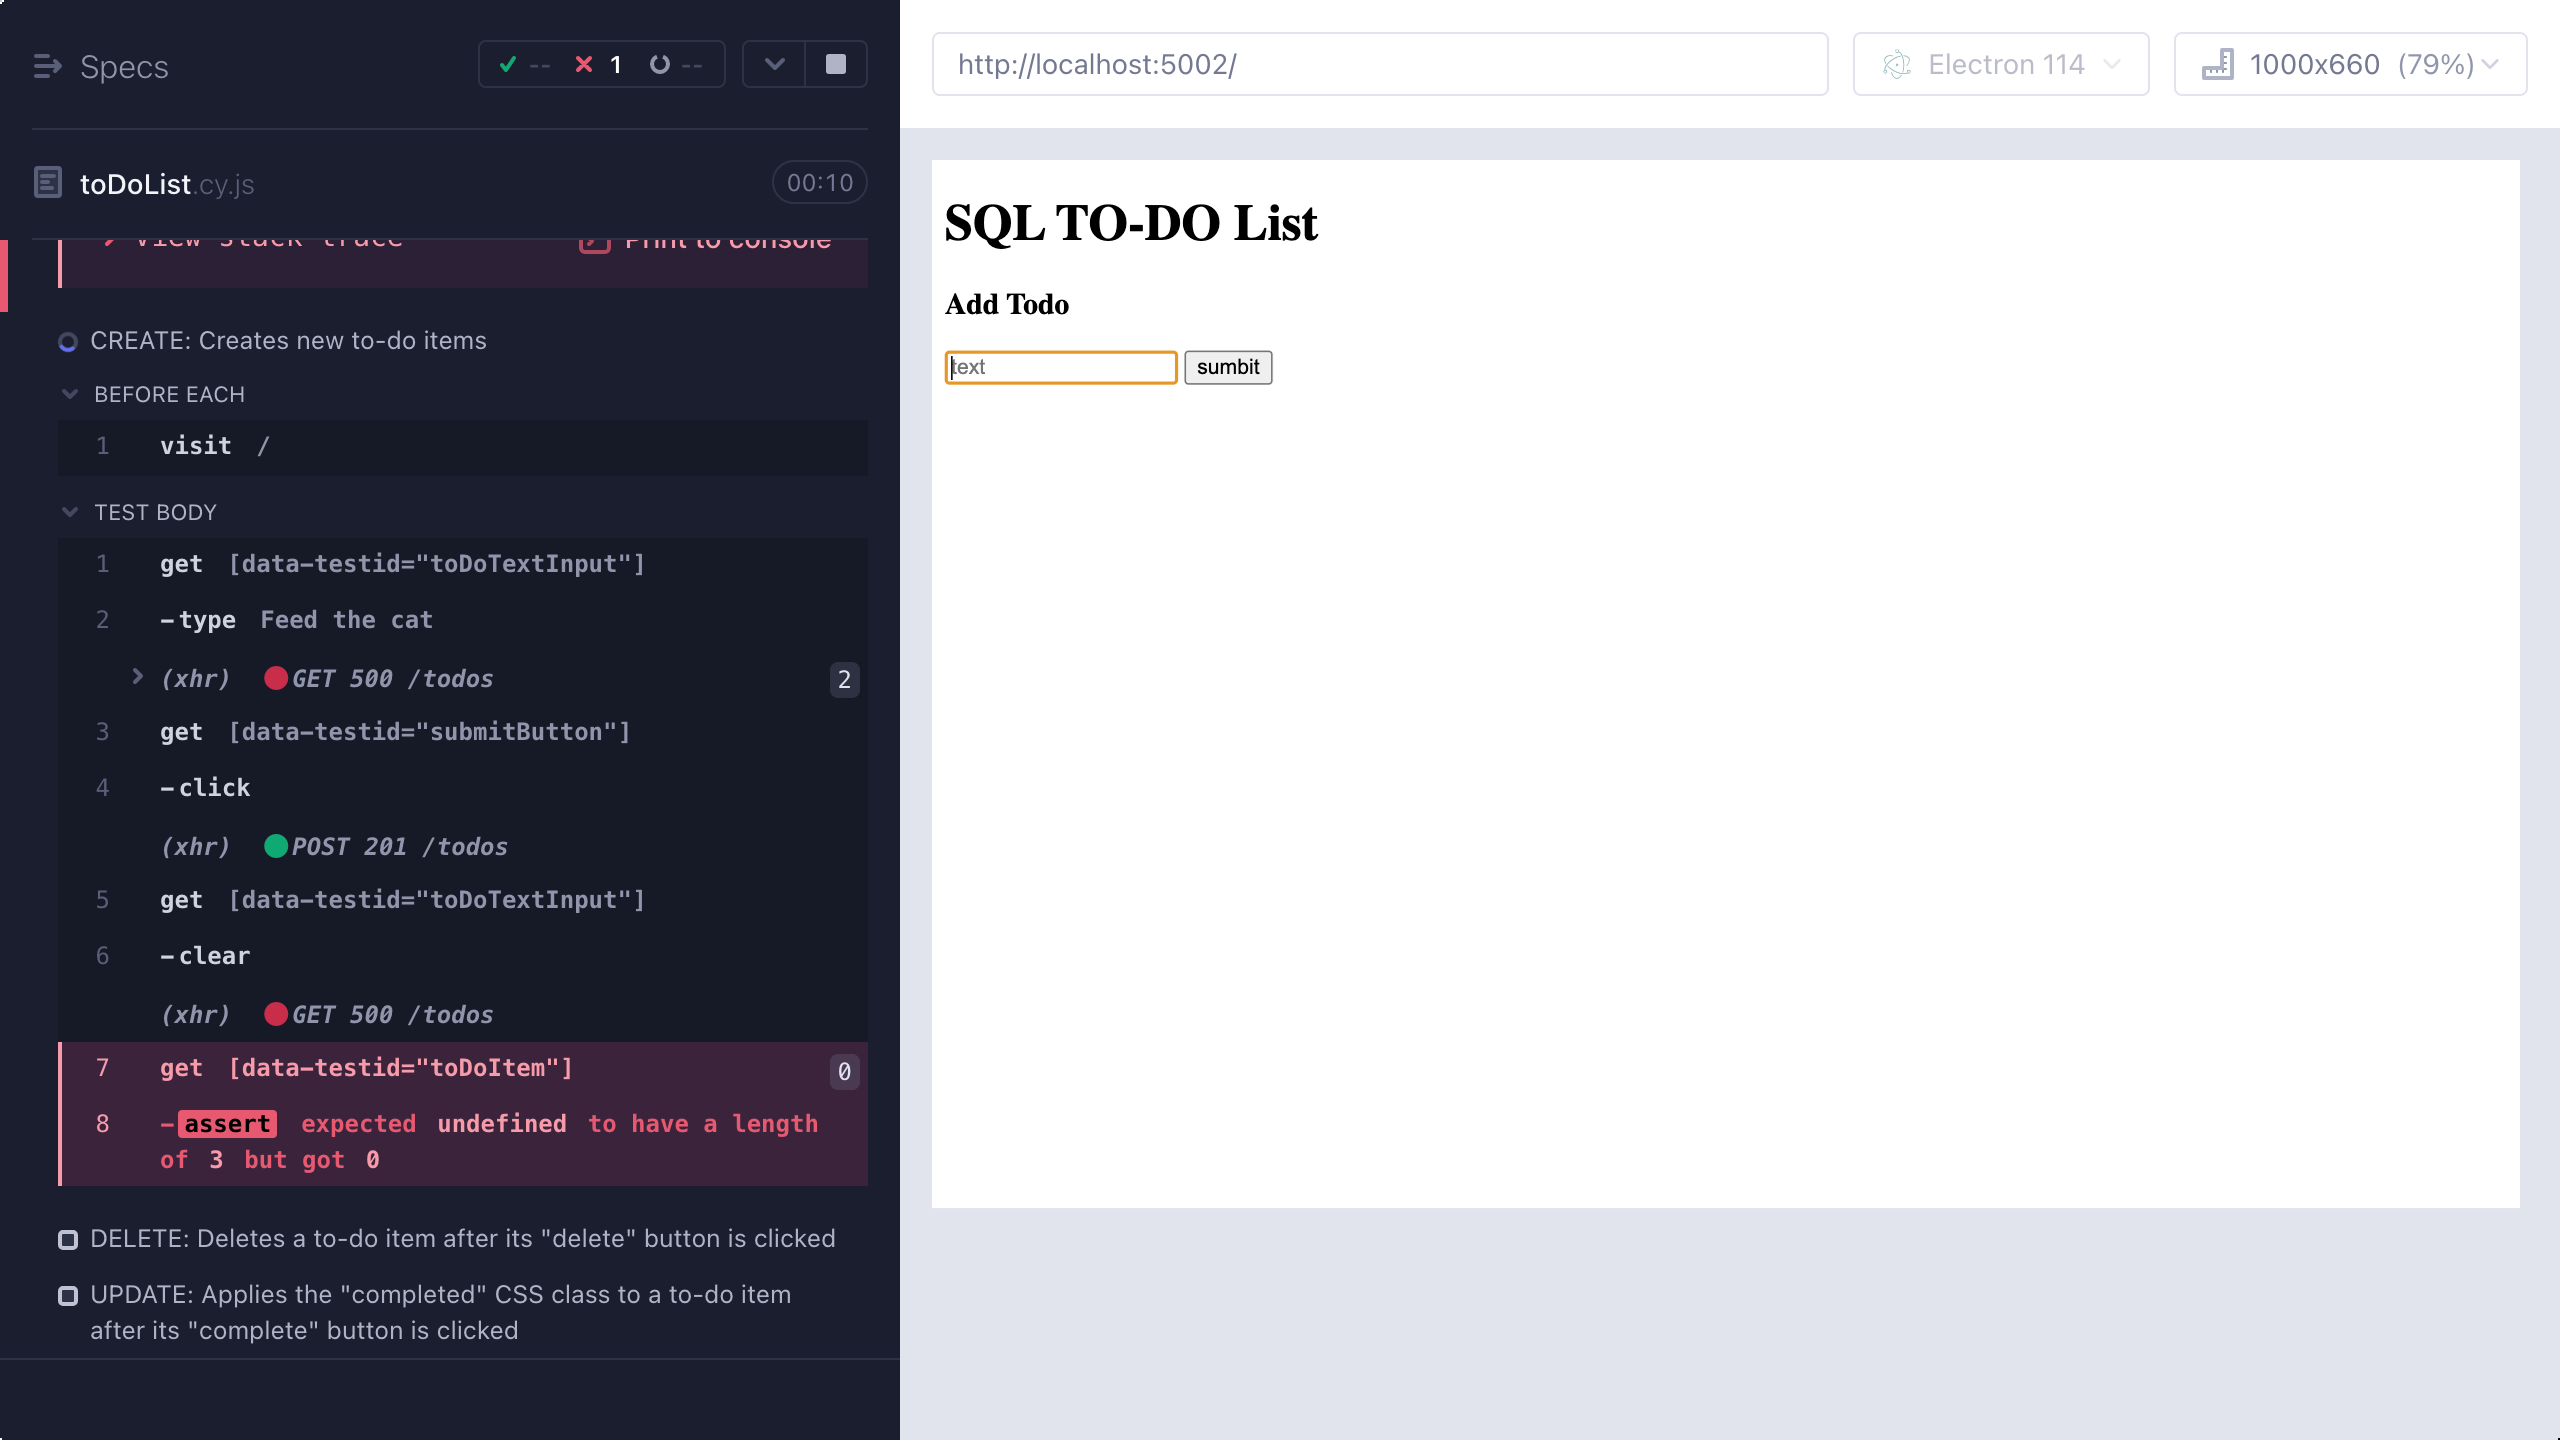 Specs
-- 1 --
toDoList.cy.js
00:10
View stack trace
Print to console
CREATE: Creates new to-do items
BEFORE EACH
1 visit /
TEST BODY
1 get [data-testid="toDoTextInput"]
2 -type Feed the cat
(xhr) GET 500 /todos 2
3 get [data-testid="submitButton"]
4 -click
(xhr) POST 201 /todos
5 get [data-testid="toDoTextInput"]
6 -clear
(xhr) GET 500 /todos
7 get [data-testid="toDoItem"] 0
8 -assert expected undefined to have a length
of 3 but got 0
DELETE: Deletes a to-do item after its "delete" button is clicked
UPDATE: Applies the "completed" CSS class to a to-do item
after its "complete" button is clicked
http://localhost:5002/
Electron 114
1000x660 (79%)
SQL TO-DO List
Add Todo
text
sumbit